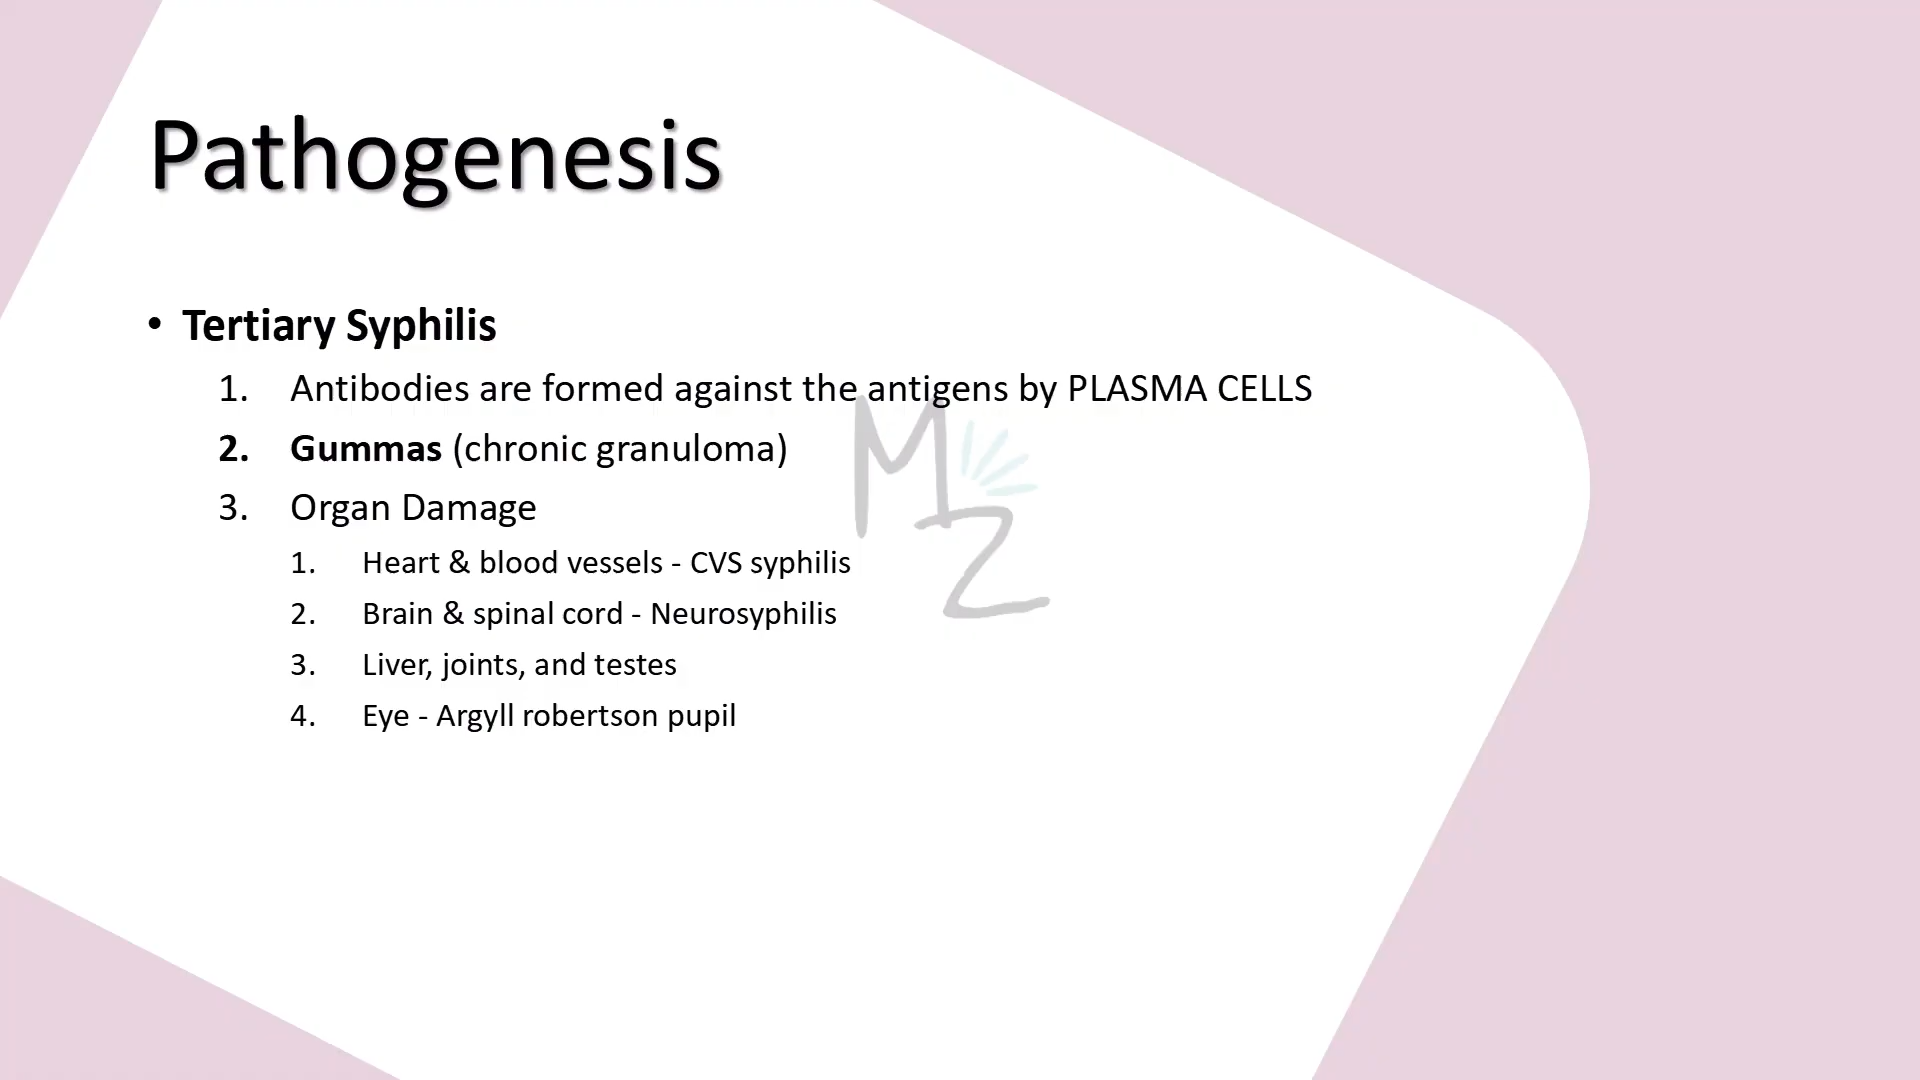 Pathogenesis
• Tertiary Syphilis
1. Antibodies are formed against the antigens by PLASMA CELLS
2. Gummas (chronic granuloma)
3. Organ Damage
1. Heart & blood vessels - CVS syphilis
2. Brain & spinal cord - Neurosyphilis
3. Liver, joints, and testes
4. Eye - Argyll robertson pupil
MZ